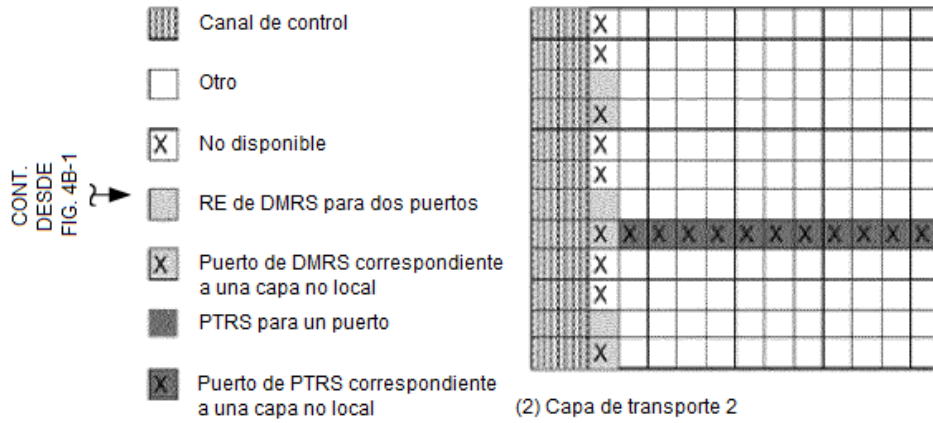 Canal de control
Otro
No disponible
CONT.
DESDE
FIG. 4B-1
RE de DMRS para dos puertos
Puerto de DMRS correspondiente
a una capa no local
PTRS para un puerto
Puerto de PTRS correspondiente
a una capa no local
X
X
X
X
X
X
X
X
X
X X X X X X X X X X X X
X
X
X
(2) Capa de transporte 2